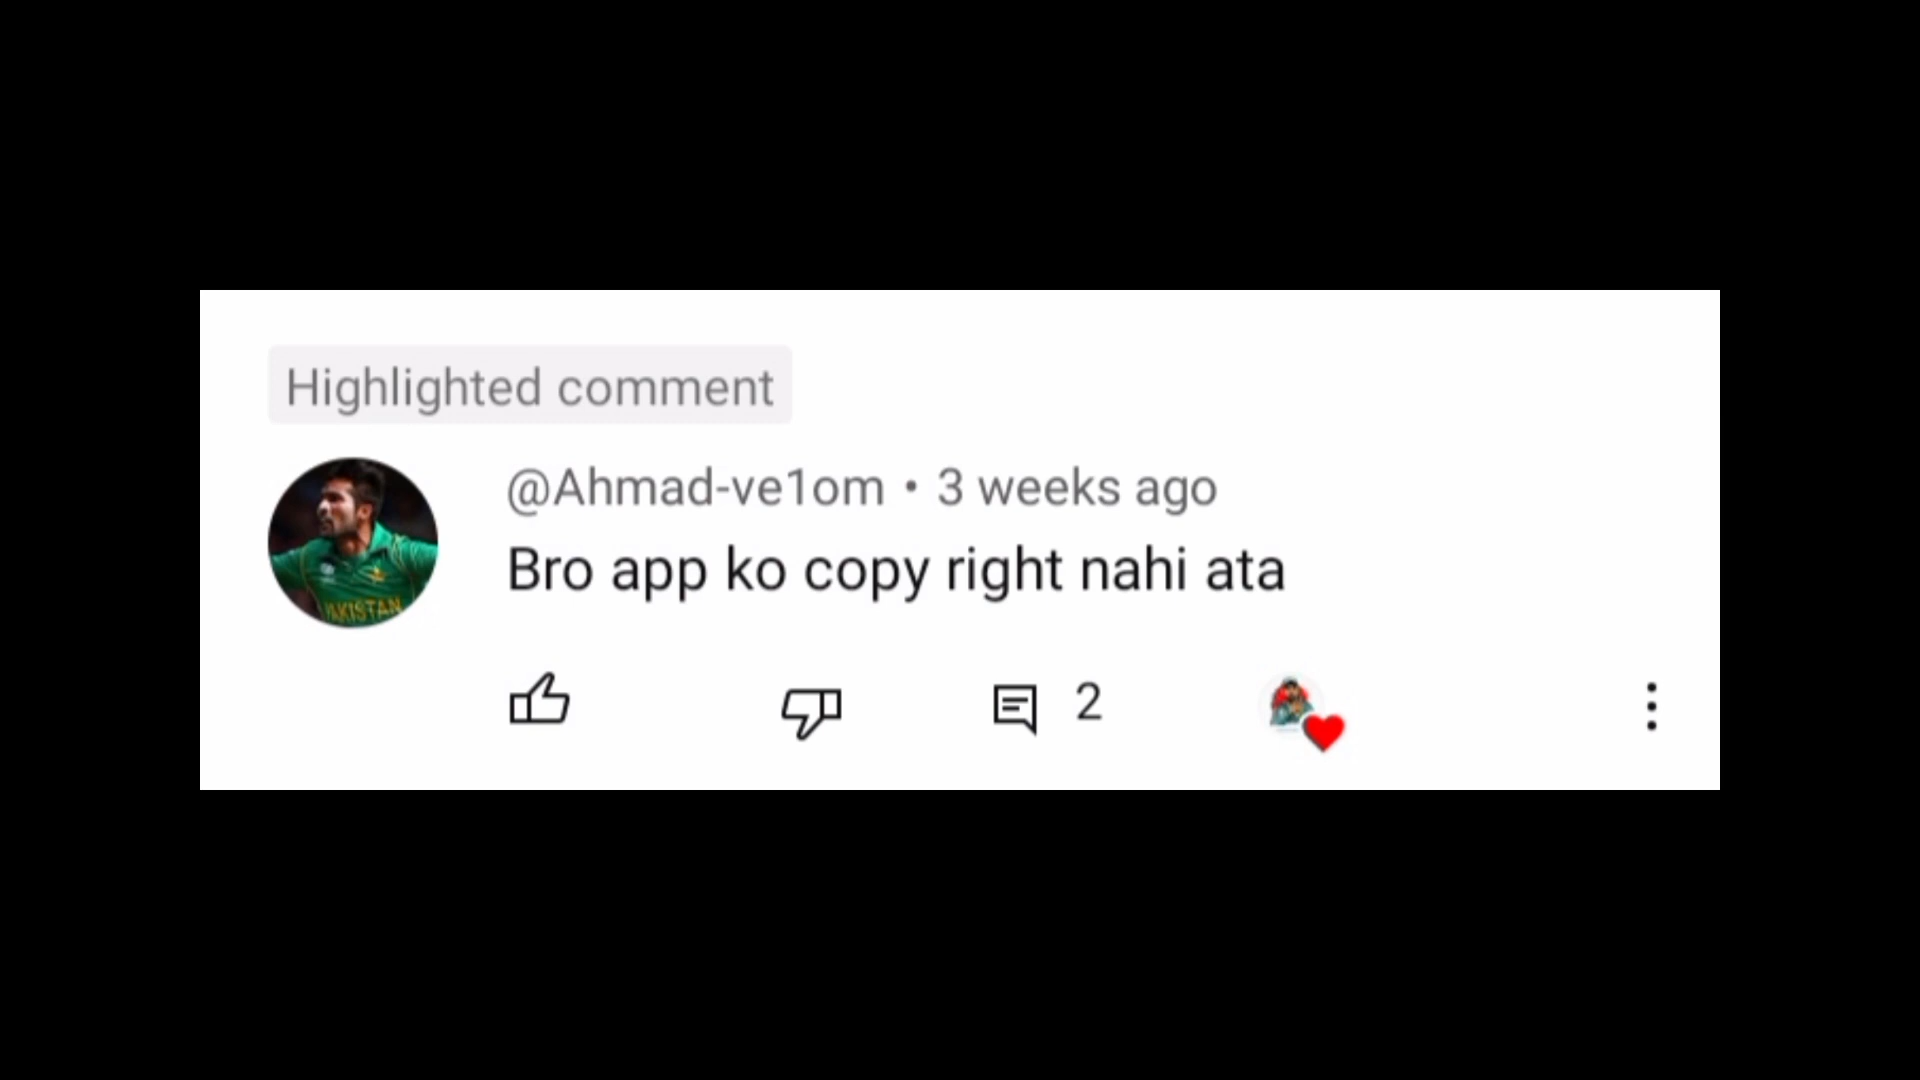 Highlighted comment
@Ahmad-ve1om • 3 weeks ago
Bro app ko copy right nahi ata
2